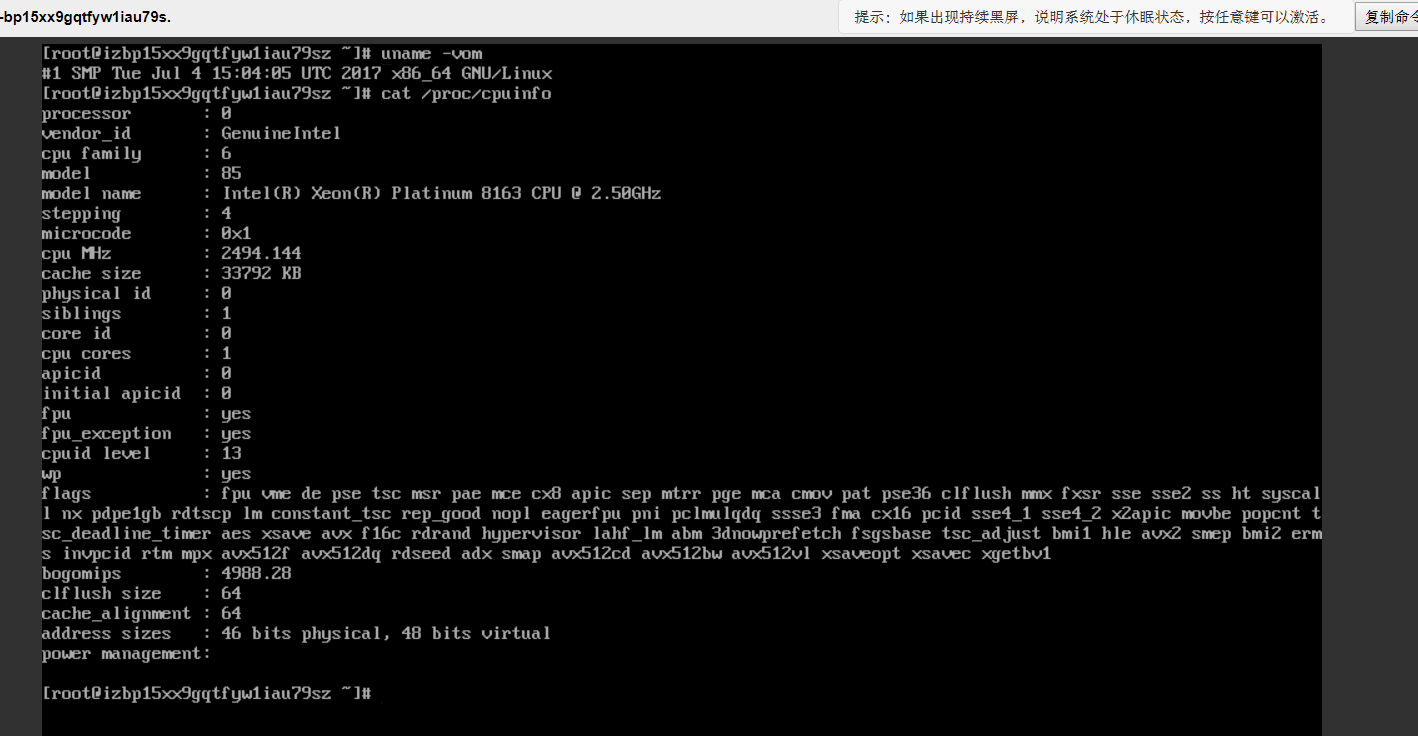 -bp15xx9gqtfyw1iau79s.
提示：如果出现持续黑屏，说明系统处于休眠状态，按任意键可以激活。
复制命令
[root@izbp15xx9gqtfyw1iau79sz ~]# uname -vom
#1 SMP Tue Jul 4 15:04:05 UTC 2017 x86_64 GNU/Linux
[root@izbp15xx9gqtfyw1iau79sz ~]# cat /proc/cpuinfo
processor       : 0
vendor_id       : GenuineIntel
cpu family      : 6
model           : 85
model name      : Intel(R) Xeon(R) Platinum 8163 CPU @ 2.50GHz
stepping        : 4
microcode       : 0x1
cpu MHz         : 2494.144
cache size      : 33792 KB
physical id     : 0
siblings        : 1
core id         : 0
cpu cores       : 1
apicid          : 0
initial apicid  : 0
fpu             : yes
fpu_exception   : yes
cpuid level     : 13
wp              : yes
flags           : fpu vme de pse tsc msr pae mce cx8 apic sep mtrr pge mca cmov pat pse36 clflush mmx fxsr sse sse2 ss ht syscal
l nx pdpe1gb rdtscp lm constant_tsc rep_good nopl eagerfpu pni pclmulqdq ssse3 fma cx16 pcid sse4_1 sse4_2 x2apic movbe popcnt t
sc_deadline_timer aes xsave avx f16c rdrand hypervisor lahf_lm abm 3dnowprefetch fsgsbase tsc_adjust bmi1 hle avx2 smep bmi2 erm
s invpcid rtm mpx avx512f avx512dq rdseed adx smap avx512cd avx512bw avx512vl xsaveopt xsavec xgetbv1
bogomips        : 4988.28
clflush size    : 64
cache_alignment : 64
address sizes   : 46 bits physical, 48 bits virtual
power management:
[root@izbp15xx9gqtfyw1iau79sz ~]#